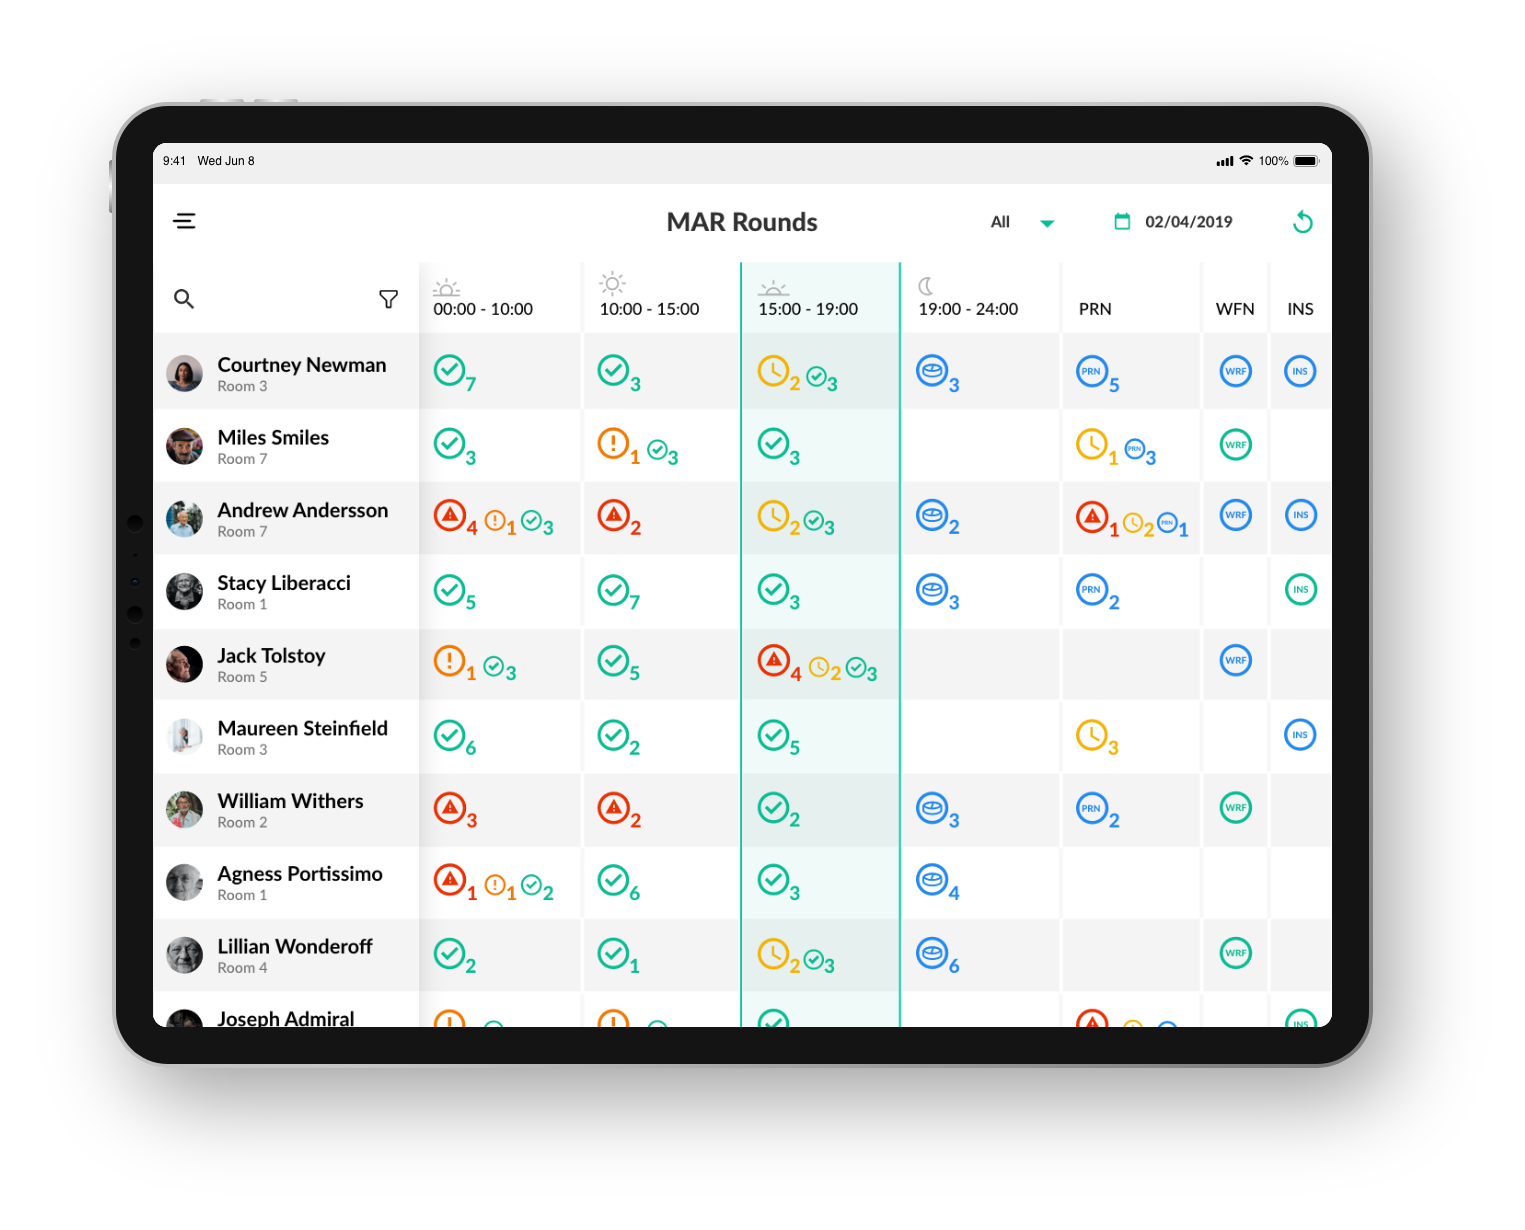 9:41 Wed Jun 8 100%
MAR Rounds All 02/04/2019
00:00 - 10:00 10:00 - 15:00 15:00 - 19:00 19:00 - 24:00 PRN WFN INS
Courtney Newman
Room 3
7 3 2 3 3 PRN 5 WRF INS
Miles Smiles
Room 7
3 1 3 3 1 PRN 3 WRF
Andrew Andersson
Room 7
4 1 3 2 2 3 2 1 2 PRN 1 WRF INS
Stacy Liberacci
Room 1
5 7 3 3 PRN 2 INS
Jack Tolstoy
Room 5
1 3 5 4 2 3 WRF
Maureen Steinfield
Room 3
6 2 5 3 INS
William Withers
Room 2
3 2 2 3 PRN 2 WRF
Agness Portissimo
Room 1
1 1 2 6 3 4
Lillian Wonderoff
Room 4
2 1 2 3 6 WRF
Joseph Admiral
INS